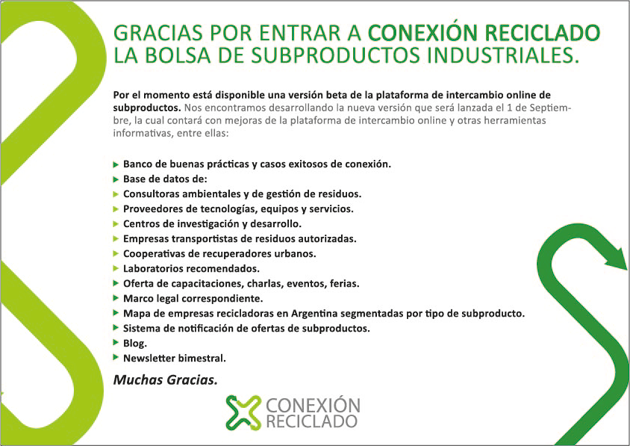 GRACIAS POR ENTRAR A CONEXIÓN RECICLADO
LA BOLSA DE SUBPRODUCTOS INDUSTRIALES.
Por el momento está disponible una versión beta de la plataforma de intercambio online de
subproductos. Nos encontramos desarrollando la nueva versión que será lanzada el 1 de Septiem-
bre, la cual contará con mejoras de la plataforma de intercambio online y otras herramientas
informativas, entre ellas:
Banco de buenas prácticas y casos exitosos de conexión.
Base de datos de:
Consultoras ambientales y de gestión de residuos.
Proveedores de tecnologías, equipos y servicios.
Centros de investigación y desarrollo.
Empresas transportistas de residuos autorizadas.
Cooperativas de recuperadores urbanos.
Laboratorios recomendados.
Oferta de capacitaciones, charlas, eventos, ferias.
Marco legal correspondiente.
Mapa de empresas recicladoras en Argentina segmentadas por tipo de subproducto.
Sistema de notificación de ofertas de subproductos.
Blog.
Newsletter bimestral.
Muchas Gracias.
CONEXIÓN
RECICLADO